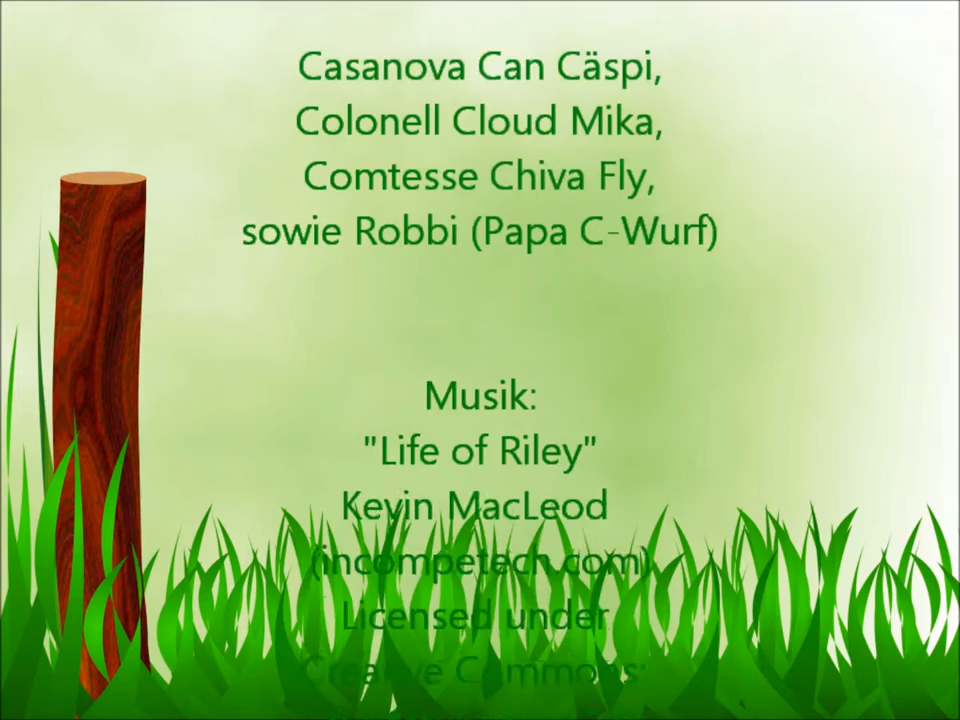 Casanova Can Cäspi,
Colonell Cloud Mika,
Comtesse Chiva Fly,
sowie Robbi (Papa C-Wurf)
Musik:
"Life of Riley"
Kevin MacLeod
(incompetech.com)
Licensed under
Creative Commons: